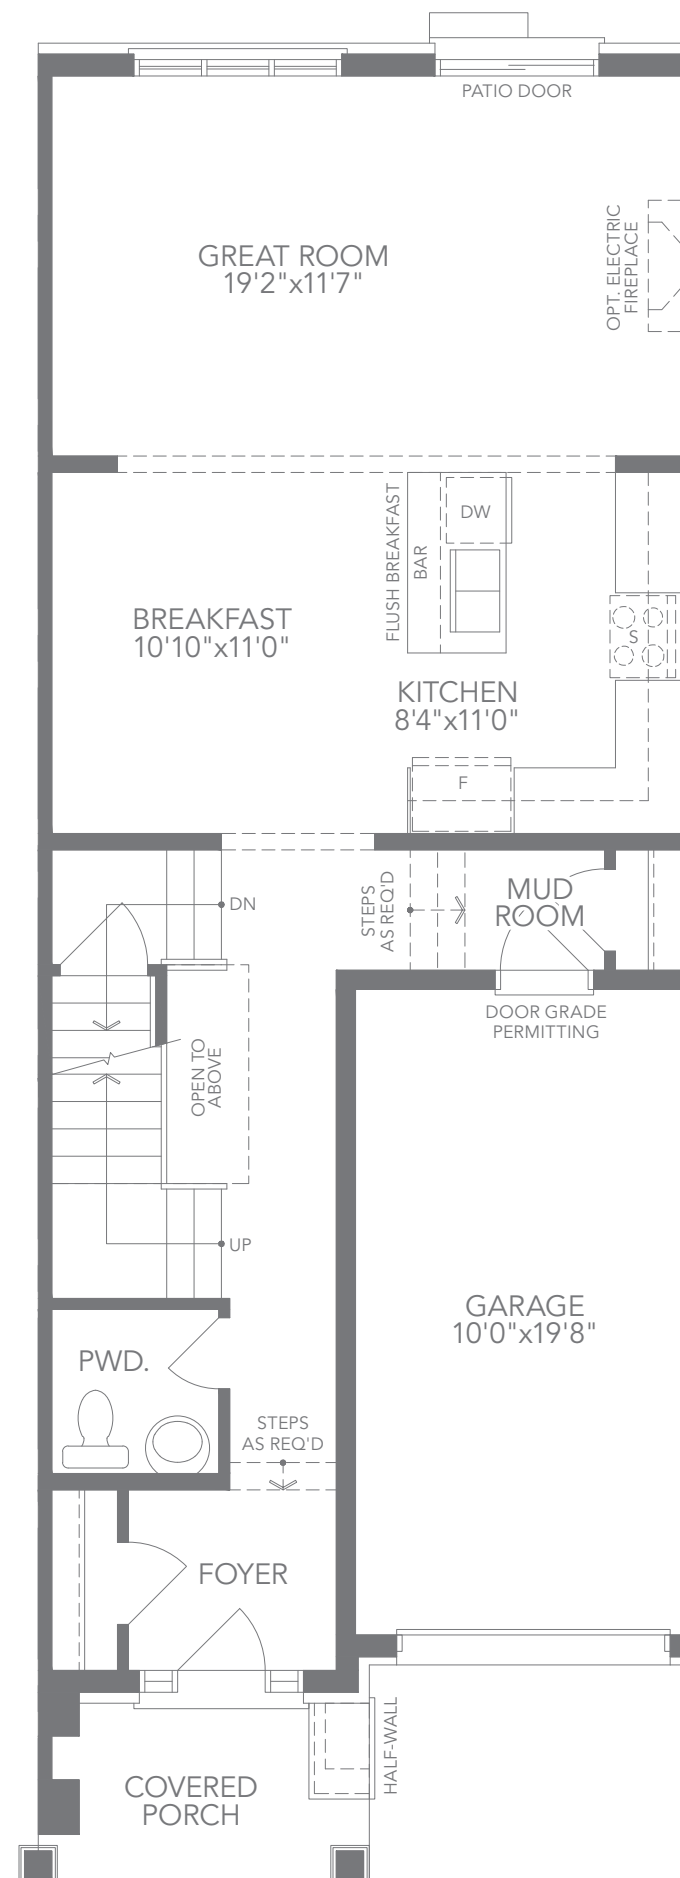 PATIO DOOR
GREAT ROOM
19'2"x11'7"
OPT. ELECTRIC
FIREPLACE
FLUSH BREAKFAST
BAR
DW
BREAKFAST
10'10"x11'0"
S
KITCHEN
8'4"x11'0"
F
DN
STEPS
AS REQ'D
MUD
ROOM
DOOR GRADE
PERMITTING
OPEN TO
ABOVE
UP
GARAGE
10'0"x19'8"
PWD.
STEPS
AS REQ'D
FOYER
HALF-WALL
COVERED
PORCH